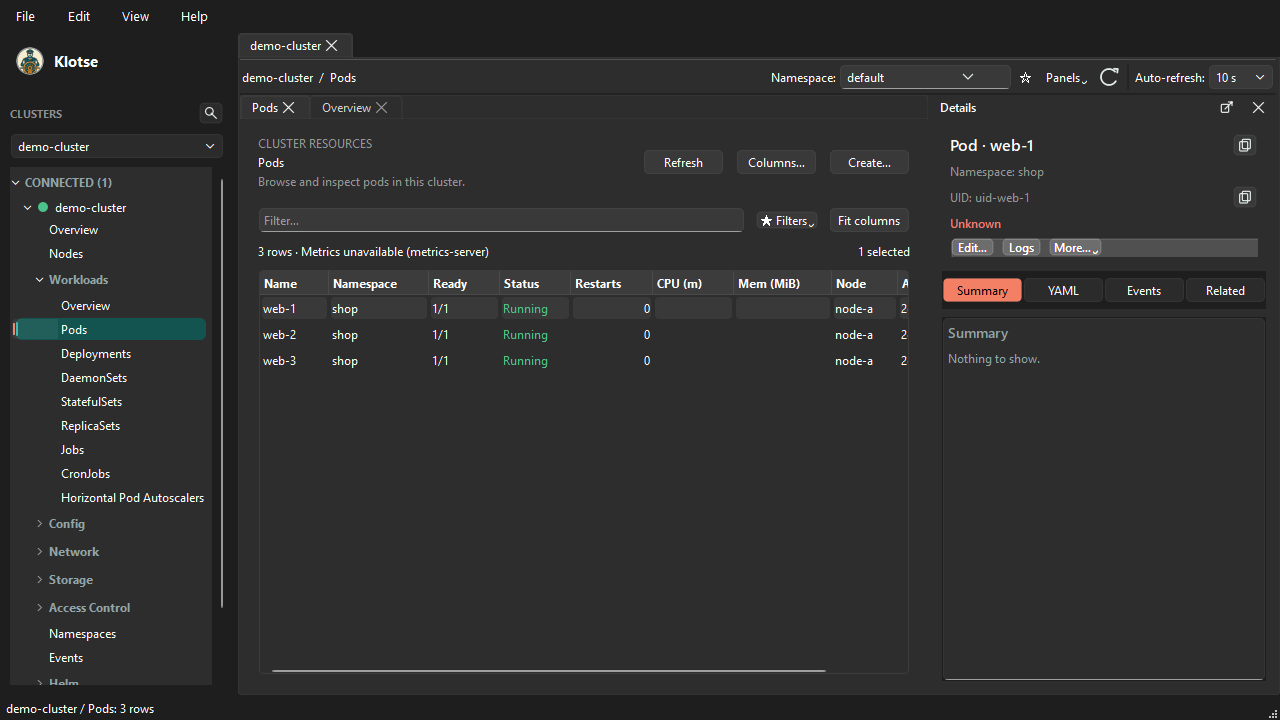 File Edit View Help
Klotse
CLUSTERS
demo-cluster
CONNECTED (1)
demo-cluster
Overview
Nodes
Workloads
Overview
Pods
Deployments
DaemonSets
StatefulSets
ReplicaSets
Jobs
CronJobs
Horizontal Pod Autoscalers
Config
Network
Storage
Access Control
Namespaces
Events
Helm
demo-cluster
demo-cluster / Pods
Namespace: default Panels Auto-refresh: 10 s
Pods Overview
CLUSTER RESOURCES
Pods
Browse and inspect pods in this cluster.
Refresh Columns... Create...
Filter... Filters Fit columns
3 rows · Metrics unavailable (metrics-server) 1 selected
Name Namespace Ready Status Restarts CPU (m) Mem (MiB) Node A
web-1 shop 1/1 Running 0 node-a 2
web-2 shop 1/1 Running 0 node-a 2
web-3 shop 1/1 Running 0 node-a 2
Details
Pod · web-1
Namespace: shop
UID: uid-web-1
Unknown
Edit... Logs More...
Summary YAML Events Related
Summary
Nothing to show.
demo-cluster / Pods: 3 rows